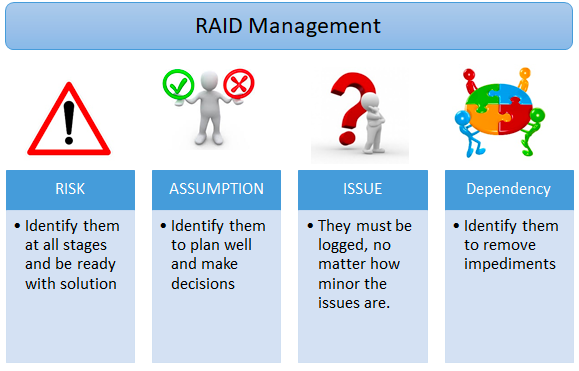 RAID Management
RISK
• Identify them
at all stages
and be ready
with solution
ASSUMPTION
• Identify them
to plan well
and make
decisions
ISSUE
• They must be
logged, no
matter how
minor the
issues are.
Dependency
• Identify them
to remove
impediments